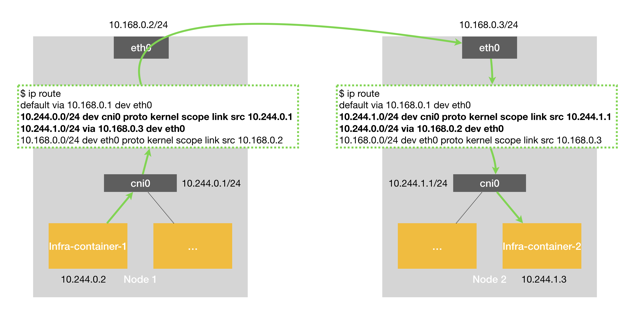 10.168.0.2/24
eth0
$ ip route
default via 10.168.0.1 dev eth0
10.244.0.0/24 dev cni0 proto kernel scope link src 10.244.0.1
10.244.1.0/24 via 10.168.0.3 dev eth0
10.168.0.0/24 dev eth0 proto kernel scope link src 10.168.0.2
cni0
10.244.0.1/24
Infra-container-1
...
10.244.0.2
Node 1
10.168.0.3/24
eth0
$ ip route
default via 10.168.0.1 dev eth0
10.244.1.0/24 dev cni0 proto kernel scope link src 10.244.1.1
10.244.0.0/24 via 10.168.0.2 dev eth0
10.168.0.0/24 dev eth0 proto kernel scope link src 10.168.0.3
10.244.1.1/24
cni0
...
Infra-container-2
Node 2
10.244.1.3